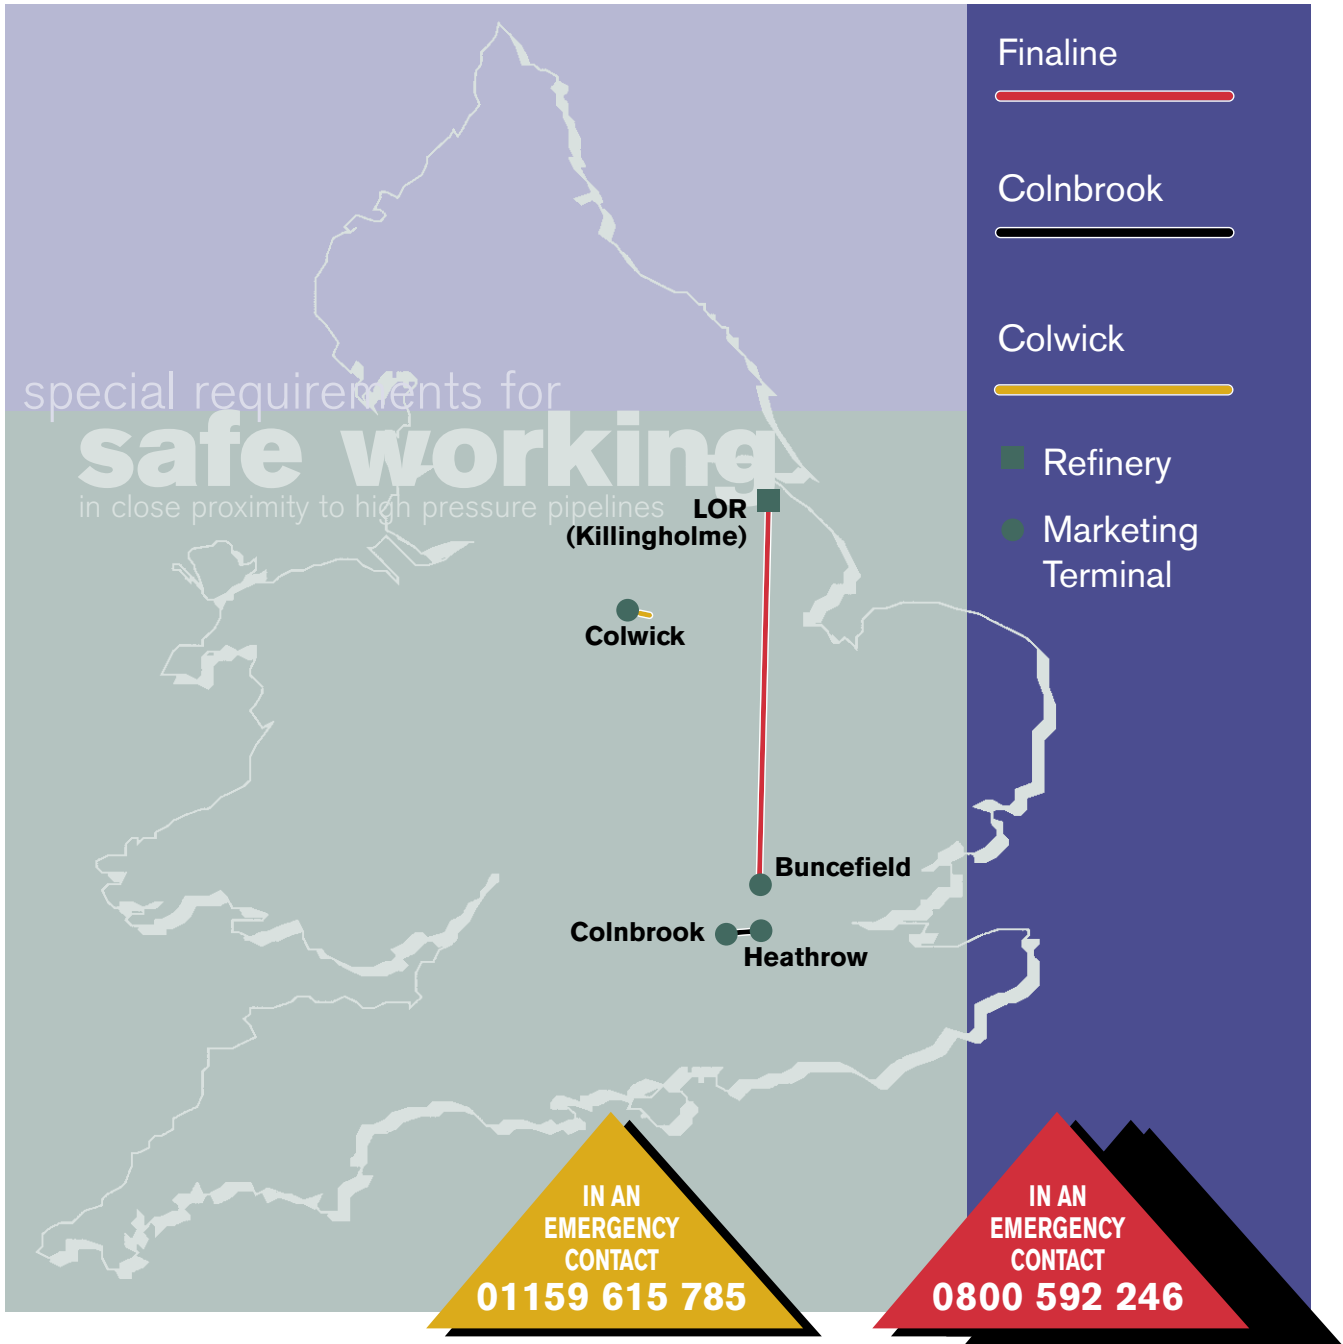 Finaline
Colnbrook
Colwick
Refinery
Marketing
Terminal
special requirements for
safe working
in close proximity to high pressure pipelines
LOR
(Killingholme)
Colwick
Buncefield
Colnbrook
Heathrow
IN AN
EMERGENCY
CONTACT
01159 615 785
IN AN
EMERGENCY
CONTACT
0800 592 246